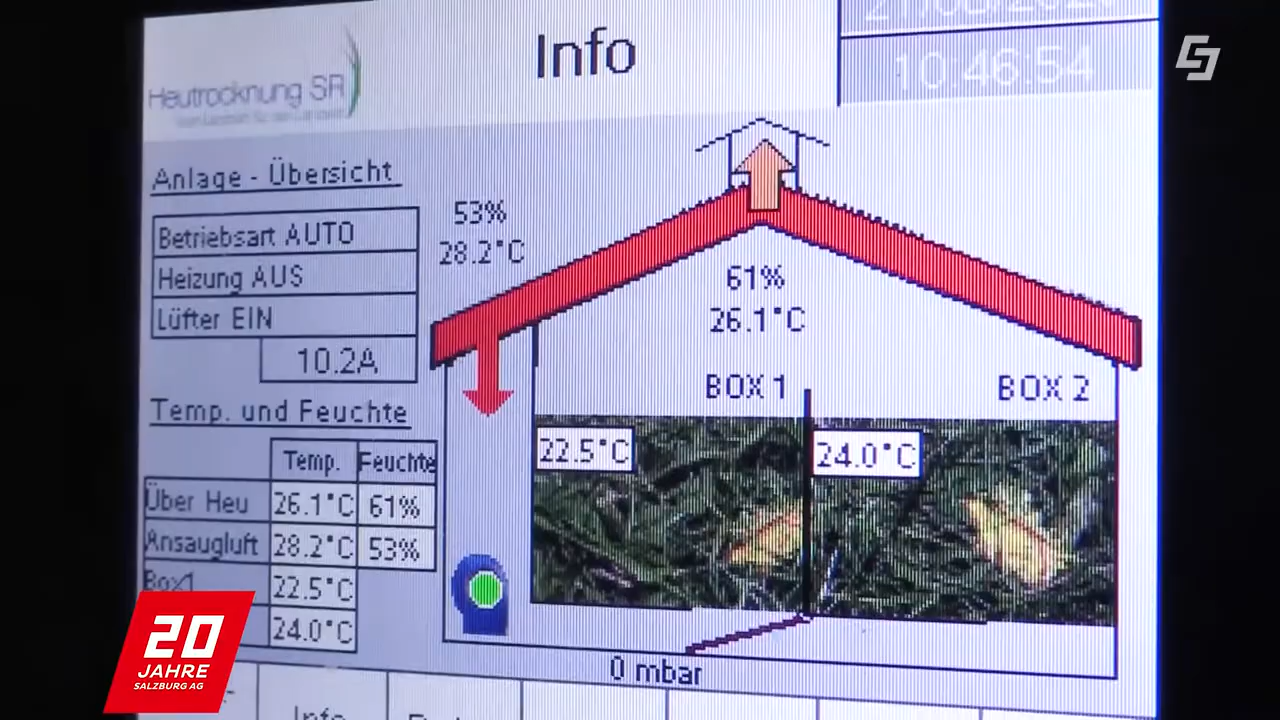 Info
10:46:54
Heutrocknung SR
Anlage - Übersicht
Betriebsart AUTO
Heizung AUS
Lüfter EIN
10.2A
53%
28.2°C
61%
26.1°C
BOX 1
BOX 2
22.5°C
24.0°C
Temp. und Feuchte
Temp. Feuchte
Über Heu 26.1°C 61%
Ansaugluft 28.2°C 53%
Box1 22.5°C
24.0°C
0 mbar
Info
20
JAHRE
SALZBURG AG